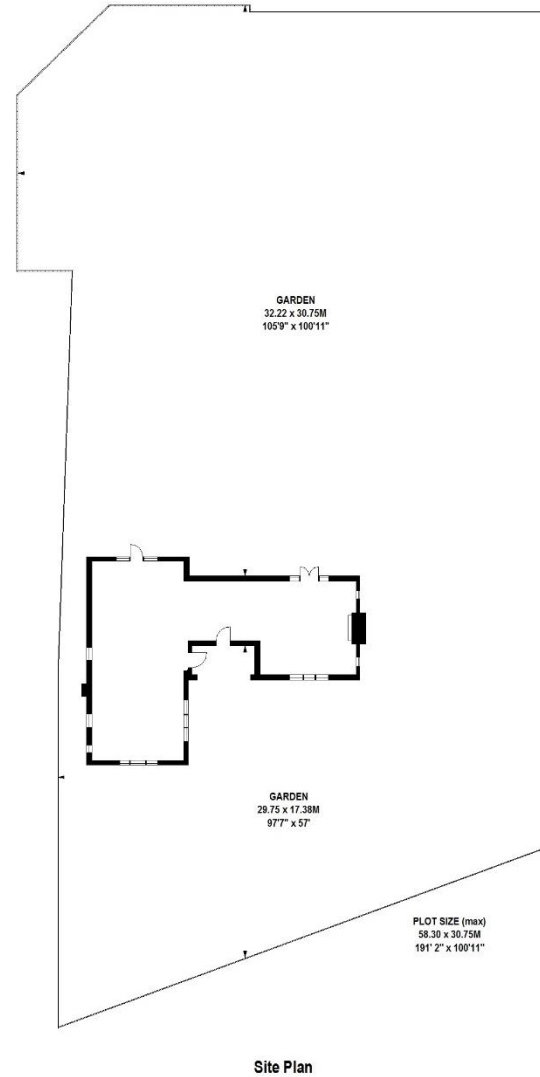 GARDEN
32.22 x 30.75M
105'9" x 100'11"
GARDEN
29.75 x 17.38M
97'7" x 57'
PLOT SIZE (max)
58.30 x 30.75M
191' 2" x 100'11"
Site Plan